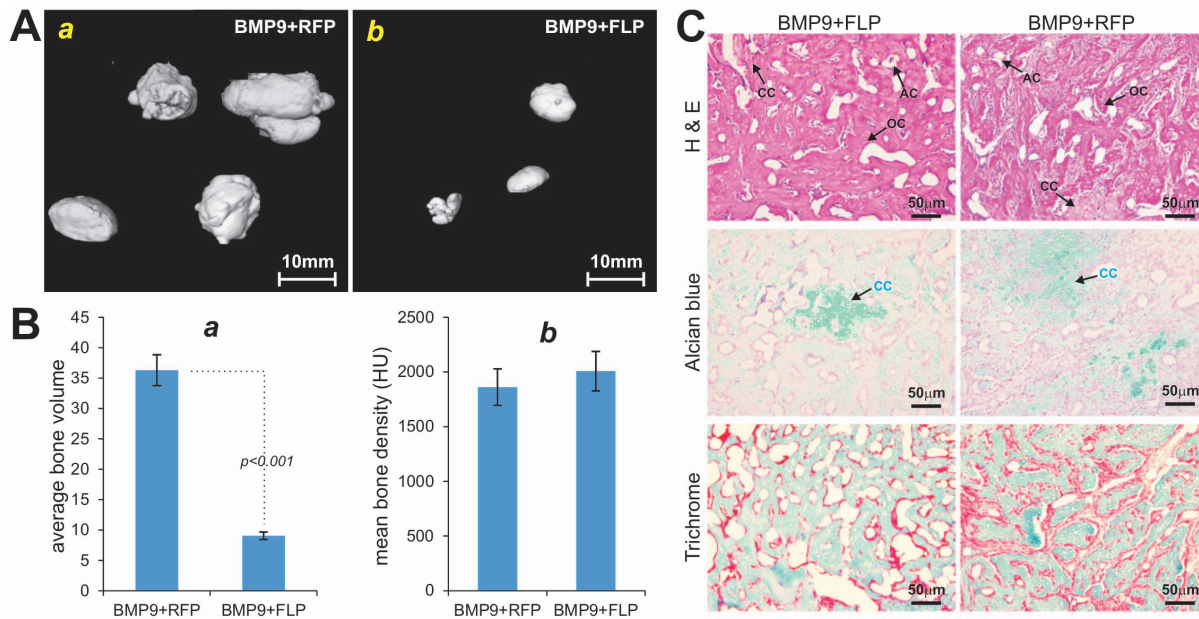 A
a
BMP9+RFP
10mm
b
BMP9+FLP
10mm
B
a
average bone volume
45
40
35
30
25
20
15
10
5
0
p<0.001
BMP9+RFP
BMP9+FLP
b
mean bone density (HU)
2500
2000
1500
1000
500
0
BMP9+RFP
BMP9+FLP
C
BMP9+FLP
BMP9+RFP
H & E
CC
AC
OC
50μm
AC
OC
CC
50μm
Alcian blue
CC
50μm
CC
50μm
Trichrome
50μm
50μm